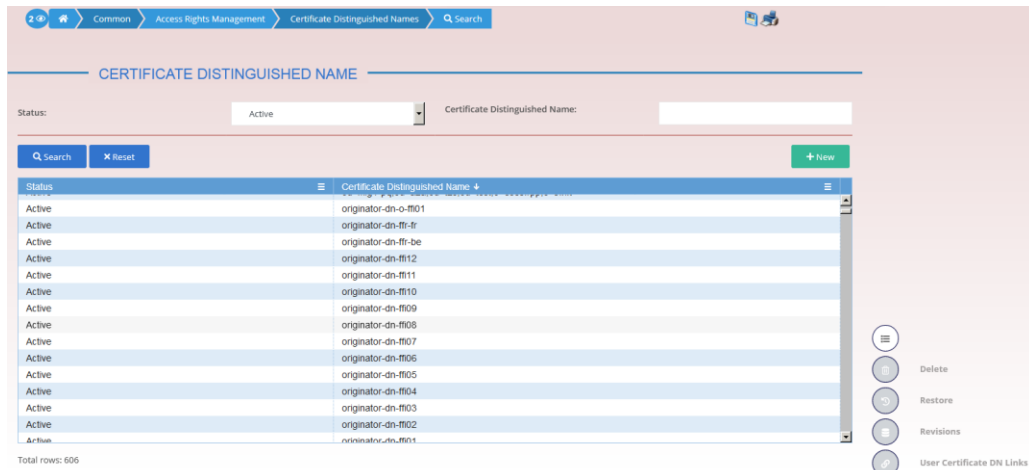 2 Common Access Rights Management Certificate Distinguished Names Search
CERTIFICATE DISTINGUISHED NAME
Status: Active Certificate Distinguished Name:
Search Reset New
Status Certificate Distinguished Name
Active originator-dn-o-ffi01
Active originator-dn-ffr-fr
Active originator-dn-ffr-be
Active originator-dn-ffi12
Active originator-dn-ffi11
Active originator-dn-ffi10
Active originator-dn-ffi09
Active originator-dn-ffi08
Active originator-dn-ffi07
Active originator-dn-ffi06
Active originator-dn-ffi05
Active originator-dn-ffi04
Active originator-dn-ffi03
Active originator-dn-ffi02
Active originator-dn-ffi01
Delete
Restore
Revisions
Total rows: 606
User Certificate DN Links